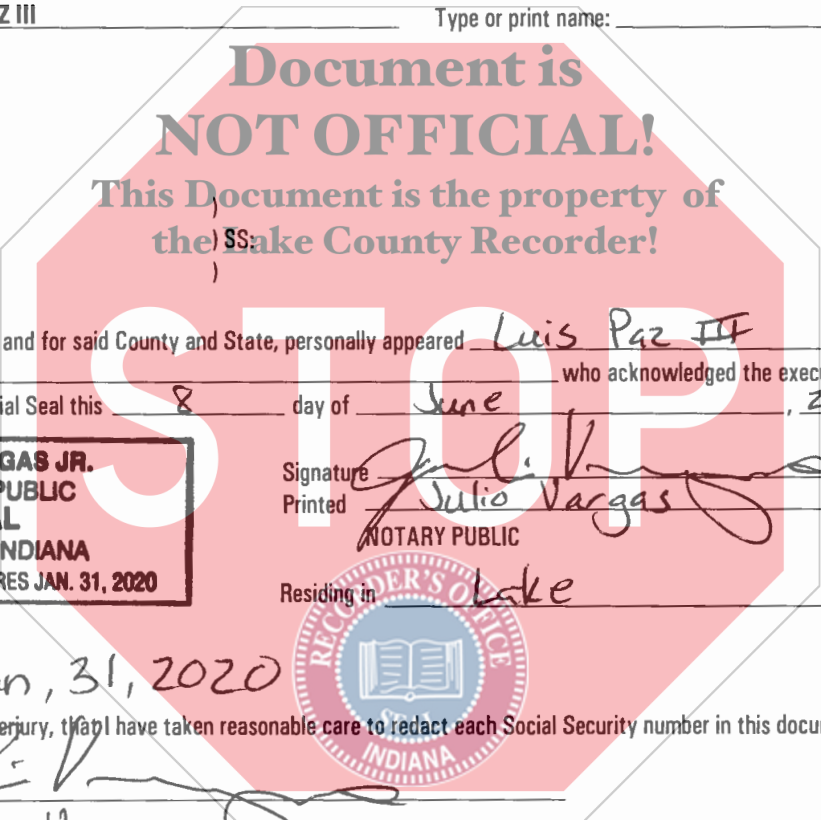 Z III
Type or print name:
Document is
NOT OFFICIAL!
This Document is the property of
the Lake County Recorder!
)
) SS:
)
STOP
and for said County and State, personally appeared Luis Paz III
who acknowledged the exec
ial Seal this 8 day of June , 2
GAS JR.
PUBLIC
AL
NDIANA
RES JAN. 31, 2020
Signature
Printed Julio Vargas
NOTARY PUBLIC
Residing in Lake
RECORDER'S OFFICE
SEAL
INDIANA
n, 31, 2020
erjury, that I have taken reasonable care to redact each Social Security number in this docu